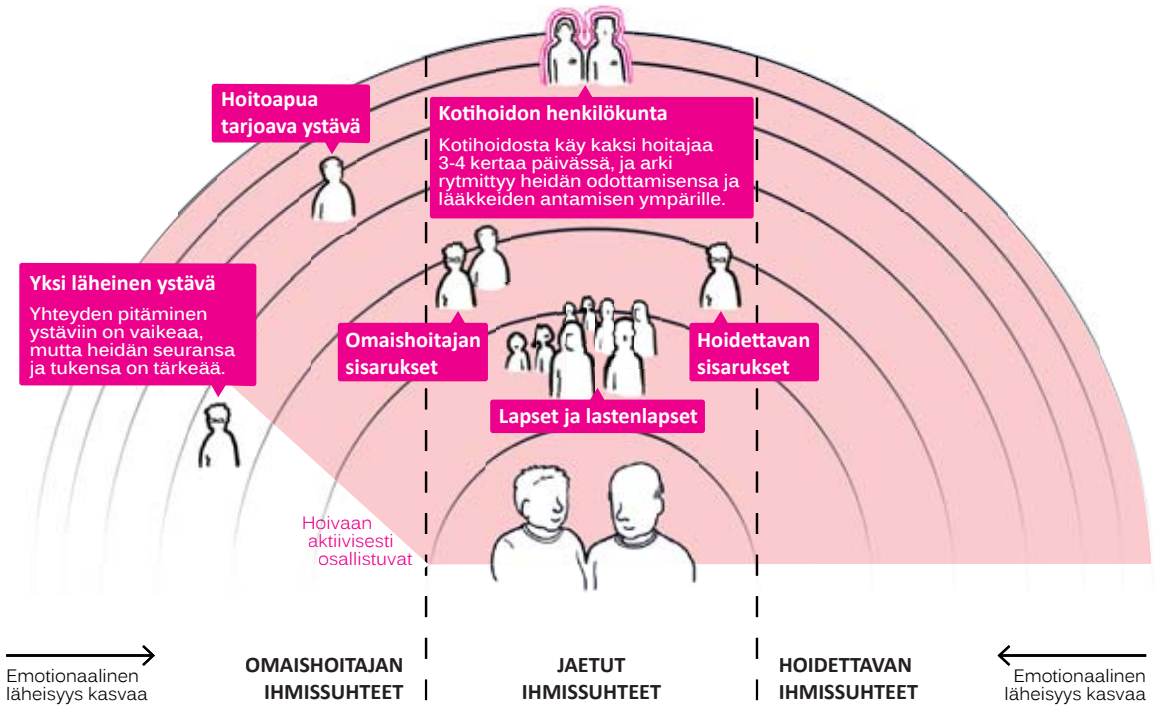 Hoitoapua
tarjoava ystävä
Kotihoidon henkilökunta
Kotihoidosta käy kaksi hoitajaa
3-4 kertaa päivässä, ja arki
rytmittyy heidän odottamisensa ja
lääkkeiden antamisen ympärille.
Yksi läheinen ystävä
Yhteyden pitäminen
ystäviin on vaikeaa,
mutta heidän seuransa
ja tukensa on tärkeää.
Omaishoitajan
sisarukset
Hoidettavan
sisarukset
Lapset ja lastenlapset
Hoivaan
aktiivisesti
osallistuvat
Emotionaalinen
läheisyys kasvaa
OMAISHOITAJAN
IHMISSUHTEET
JAETUT
IHMISSUHTEET
HOIDETTAVAN
IHMISSUHTEET
Emotionaalinen
läheisyys kasvaa